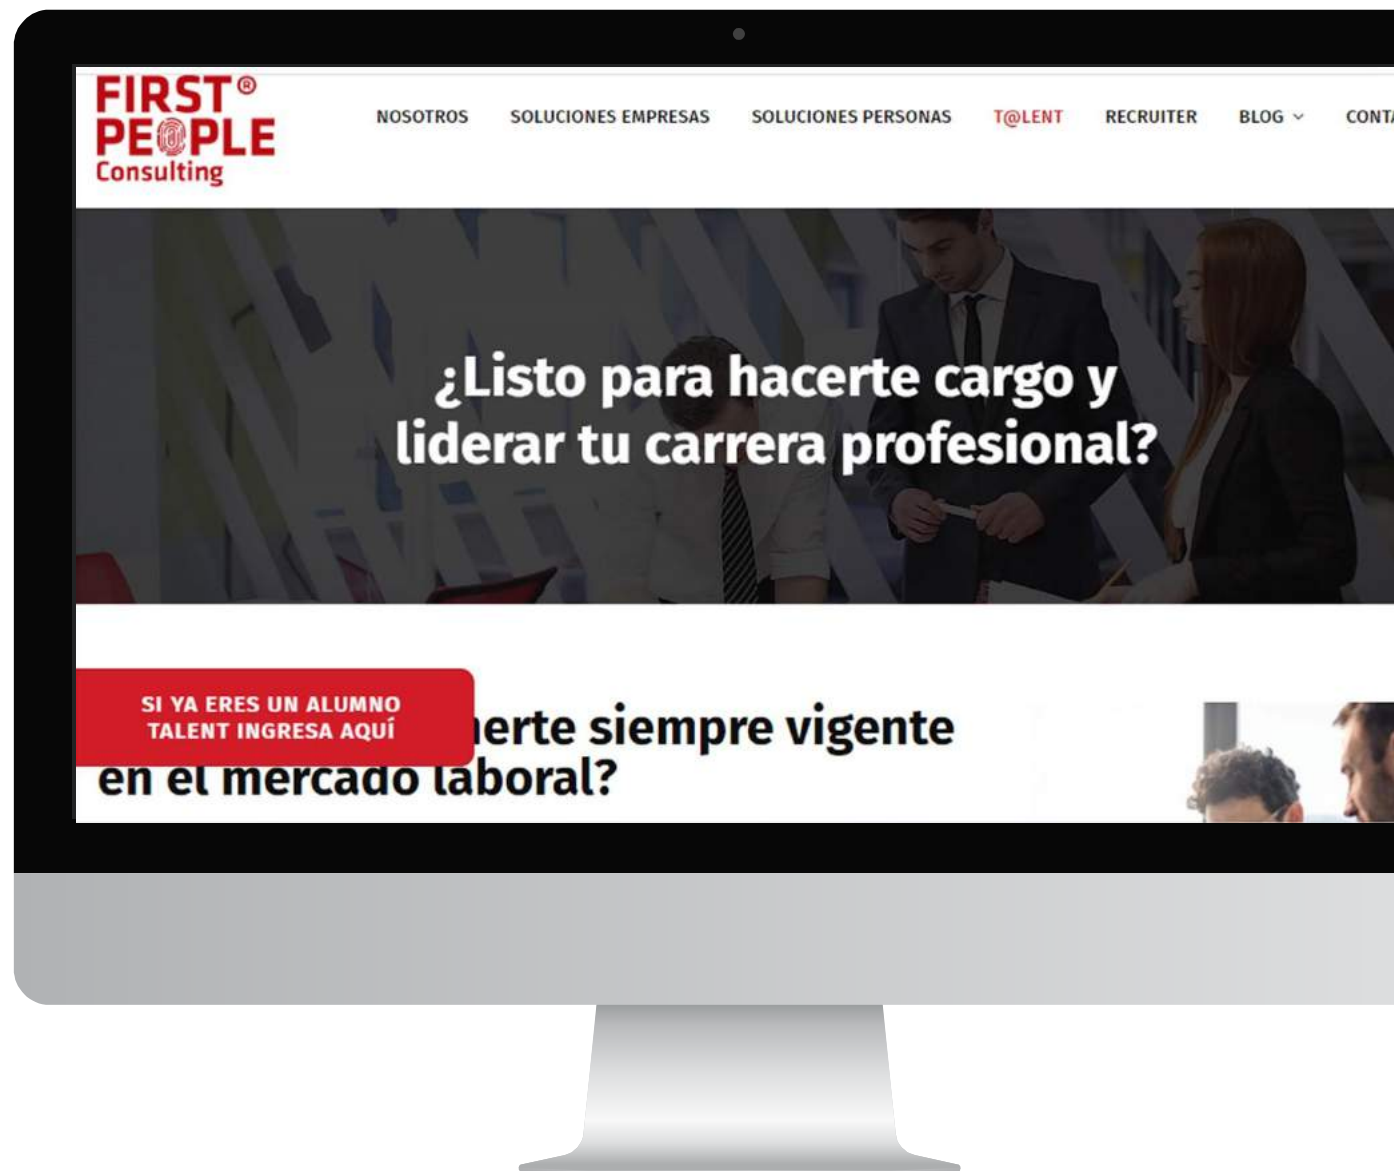 FIRST®
PE@PLE
Consulting
NOSOTROS SOLUCIONES EMPRESAS SOLUCIONES PERSONAS T@LENT RECRUITER BLOG
¿Listo para hacerte cargo y
liderar tu carrera profesional?
SI YA ERES UN ALUMNO
TALENT INGRESA AQUÍ
siempre vigente
en el mercado laboral?